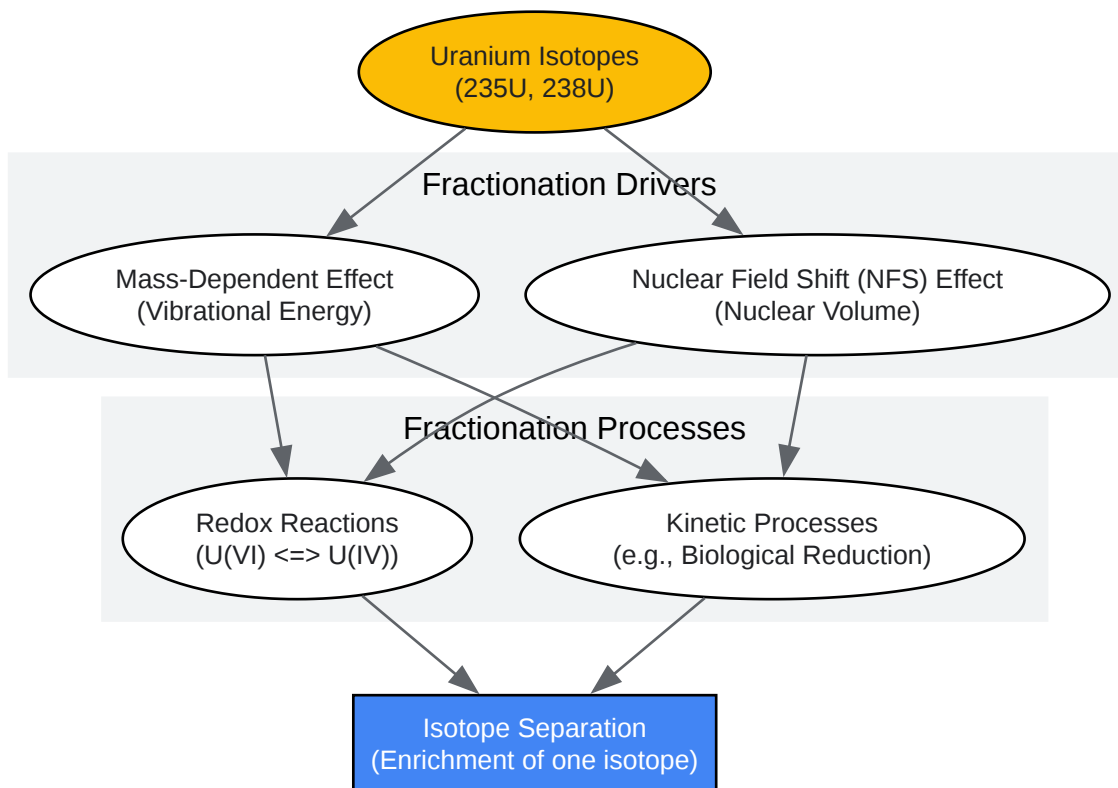 Uranium Isotopes
(235U, 238U)
Fractionation Drivers
Mass-Dependent Effect
(Vibrational Energy)
Nuclear Field Shift (NFS) Effect
(Nuclear Volume)
Fractionation Processes
Redox Reactions
(U(VI) <=> U(IV))
Kinetic Processes
(e.g., Biological Reduction)
Isotope Separation
(Enrichment of one isotope)